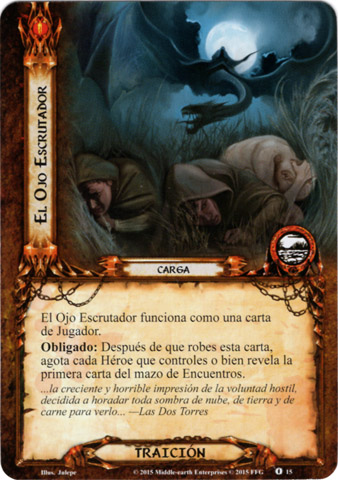 El Ojo Escrutador
CARGA
El Ojo Escrutador funciona como una carta
de Jugador.
Obligado: Después de que robes esta carta,
agota cada Héroe que controles o bien revela la
primera carta del mazo de Encuentros.
...la creciente y horrible impresión de la voluntad hostil,
decidida a horadar toda sombra de nube, de tierra y de
carne para verlo... —Las Dos Torres
TRAICIÓN
Illus. Jalepe
© 2015 Middle-earth Enterprises © 2015 FFG
15